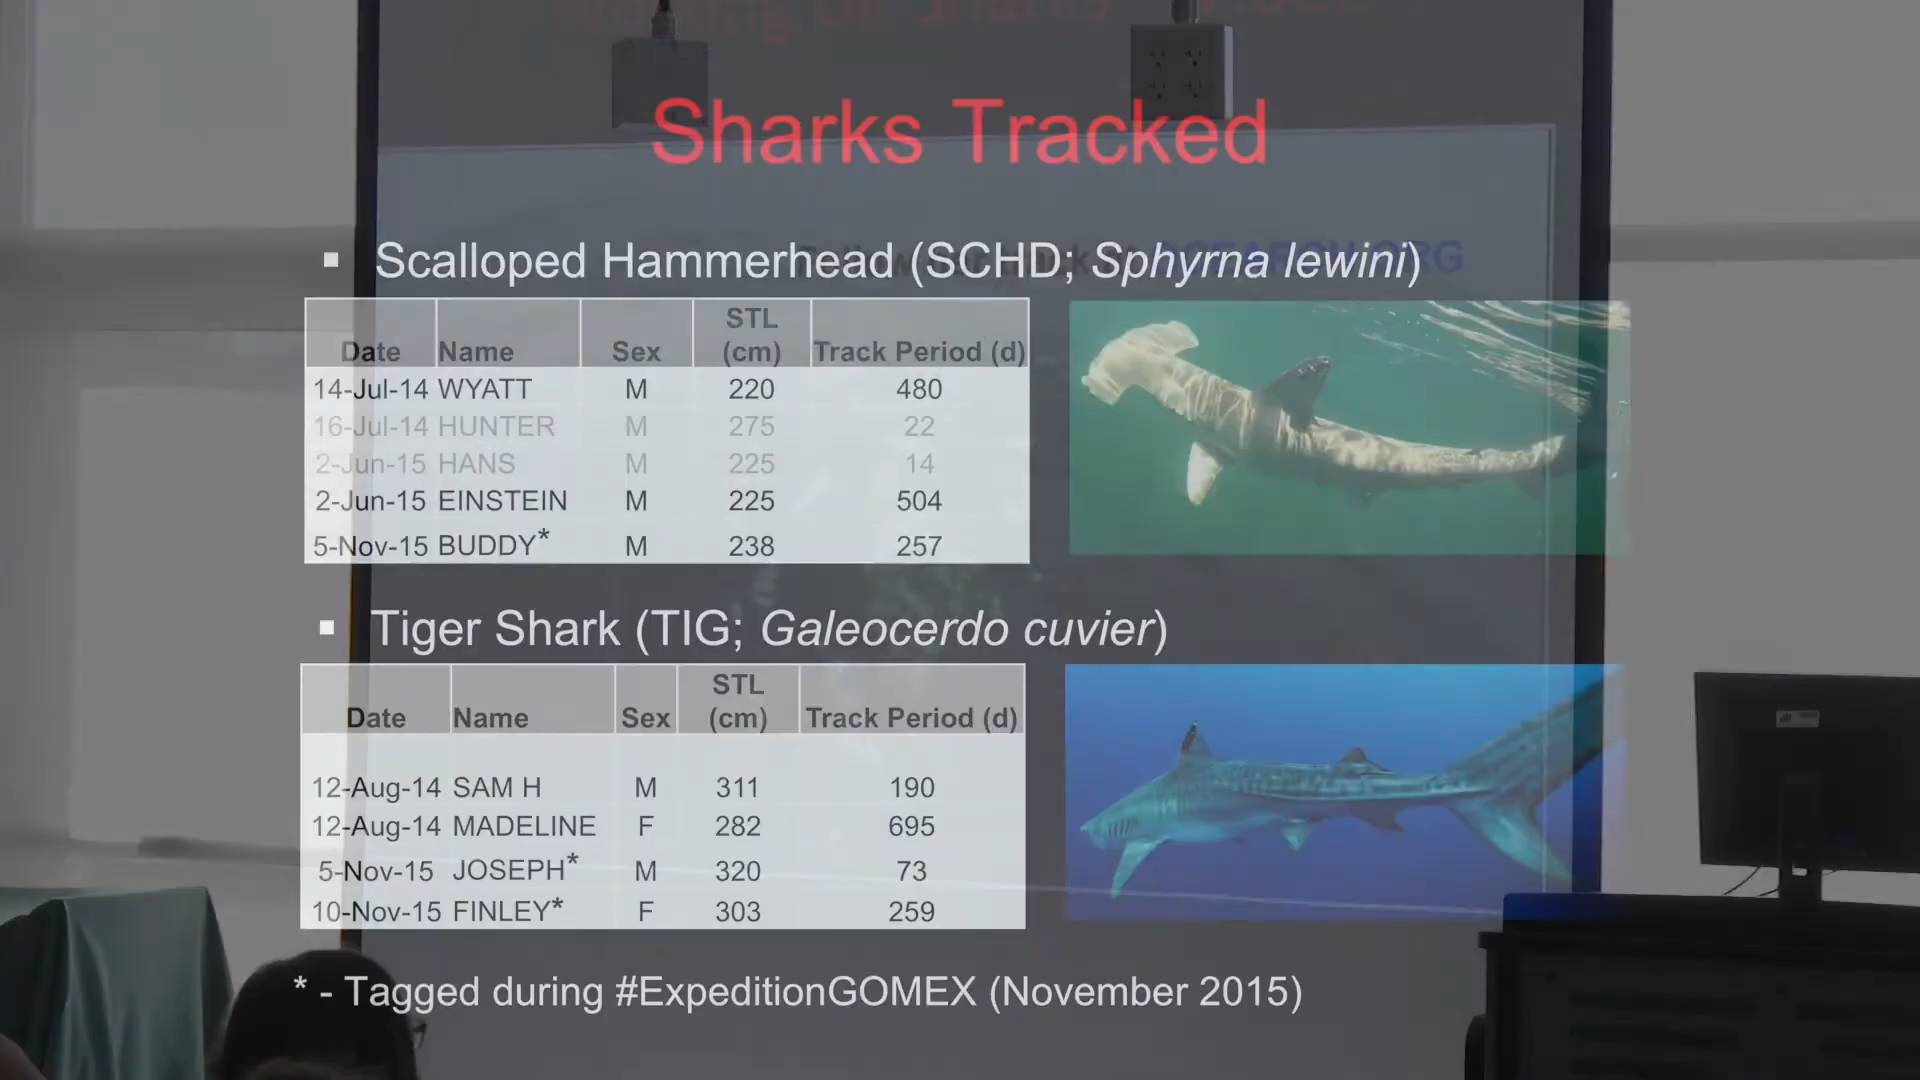 Sharks Tracked
▪ Scalloped Hammerhead (SCHD; Sphyrna lewini)
Date Name Sex STL (cm) Track Period (d)
14-Jul-14 WYATT M 220 480
16-Jul-14 HUNTER M 275 22
2-Jun-15 HANS M 225 14
2-Jun-15 EINSTEIN M 225 504
5-Nov-15 BUDDY* M 238 257
▪ Tiger Shark (TIG; Galeocerdo cuvier)
Date Name Sex STL (cm) Track Period (d)
12-Aug-14 SAM H M 311 190
12-Aug-14 MADELINE F 282 695
5-Nov-15 JOSEPH* M 320 73
10-Nov-15 FINLEY* F 303 259
* - Tagged during #ExpeditionGOMEX (November 2015)